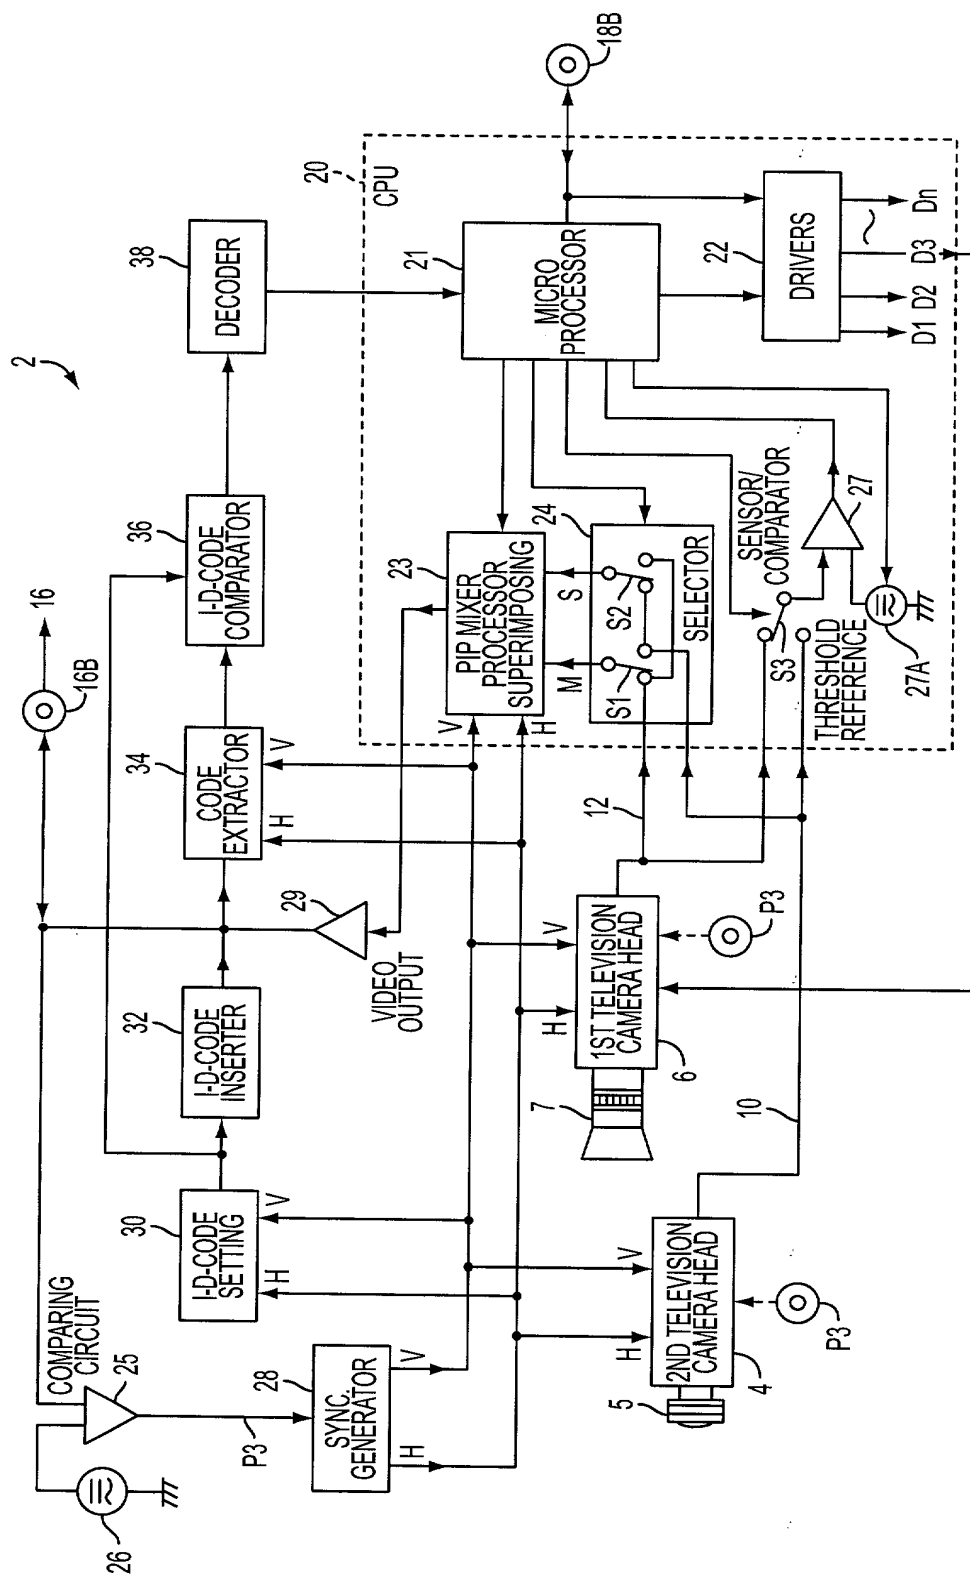 2
26
COMPARING
CIRCUIT
25
P3
16B
16
30
I-D-CODE
SETTING
H
V
32
I-D-CODE
INSERTER
34
CODE
EXTRACTOR
H
V
36
I-D-CODE
COMPARATOR
38
DECODER
28
SYNC.
GENERATOR
H
V
VIDEO
OUTPUT
29
20
CPU
18B
V
H
23
PIP MIXER
PROCESSOR
SUPERIMPOSING
21
MICRO
PROCESSOR
M
S
24
S1
S2
SELECTOR
22
DRIVERS
D1
D2
D3
Dn
SENSOR/
COMPARATOR
S3
27
THRESHOLD
REFERENCE
27A
12
7
H
V
1ST TELEVISION
CAMERA HEAD
6
P3
10
5
H
V
2ND TELEVISION
CAMERA HEAD
4
P3